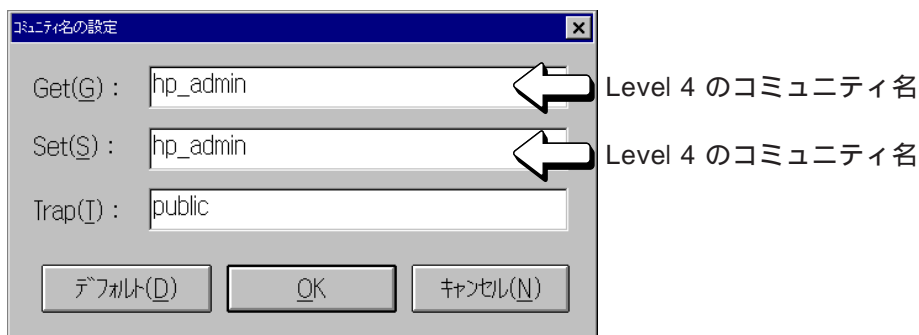 コミュニティ名の設定
Get(G) : hp_admin
Level 4 のコミュニティ名
Set(S) : hp_admin
Level 4 のコミュニティ名
Trap(T) : public
デフォルト(D)
OK
キャンセル(N)